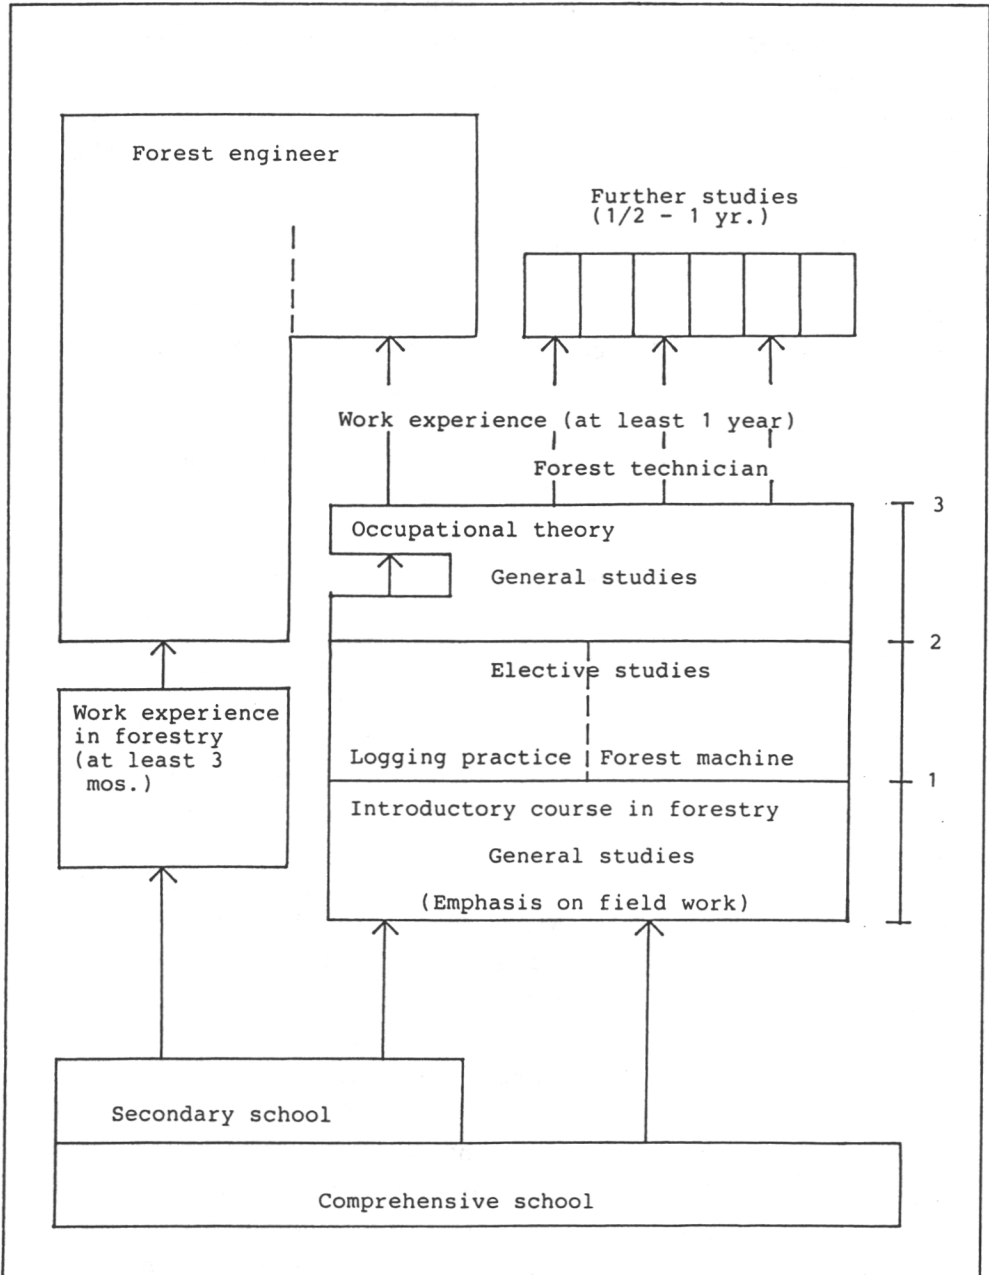 Forest engineer
Further studies
(1/2 - 1 yr.)
Work experience (at least 1 year)
Forest technician
3
Occupational theory
General studies
2
Elective studies
Work experience
in forestry
(at least 3
mos.)
Logging practice
Forest machine
1
Introductory course in forestry
General studies
(Emphasis on field work)
Secondary school
Comprehensive school